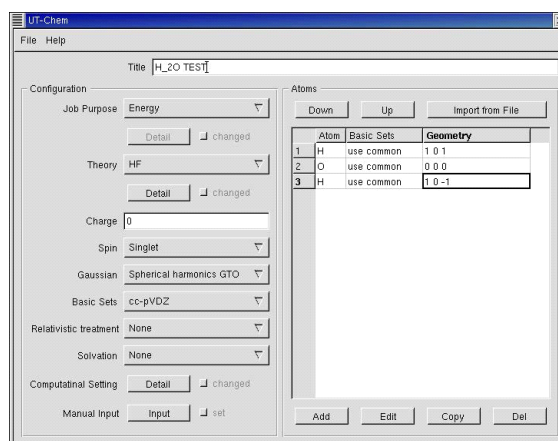 UT-Chem
File Help
Title H_2O TEST
Configuration
Job Purpose Energy
Detail changed
Theory HF
Detail changed
Charge 0
Spin Singlet
Gaussian Spherical harmonics GTO
Basic Sets cc-pVDZ
Relativistic treatment None
Solvation None
Computatinal Setting Detail changed
Manual Input Input set
Atoms
Down Up Import from File
Atom Basic Sets Geometry
1 H use common 1 0 1
2 O use common 0 0 0
3 H use common 1 0 -1
Add Edit Copy Del